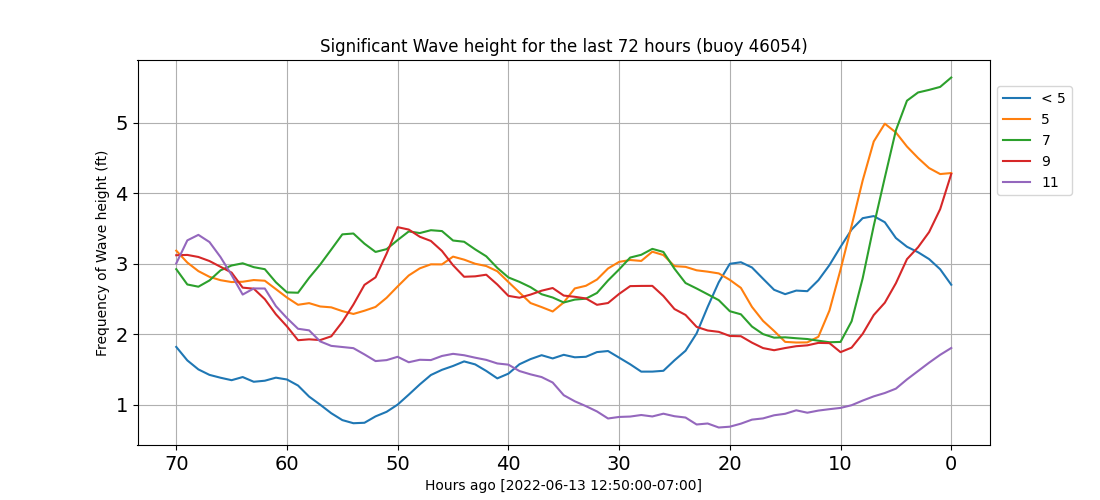 Significant Wave height for the last 72 hours (buoy 46054)
Frequency of Wave height (ft)
5
4
3
2
1
70 60 50 40 30 20 10 0
Hours ago [2022-06-13 12:50:00-07:00]
< 5
5
7
9
11